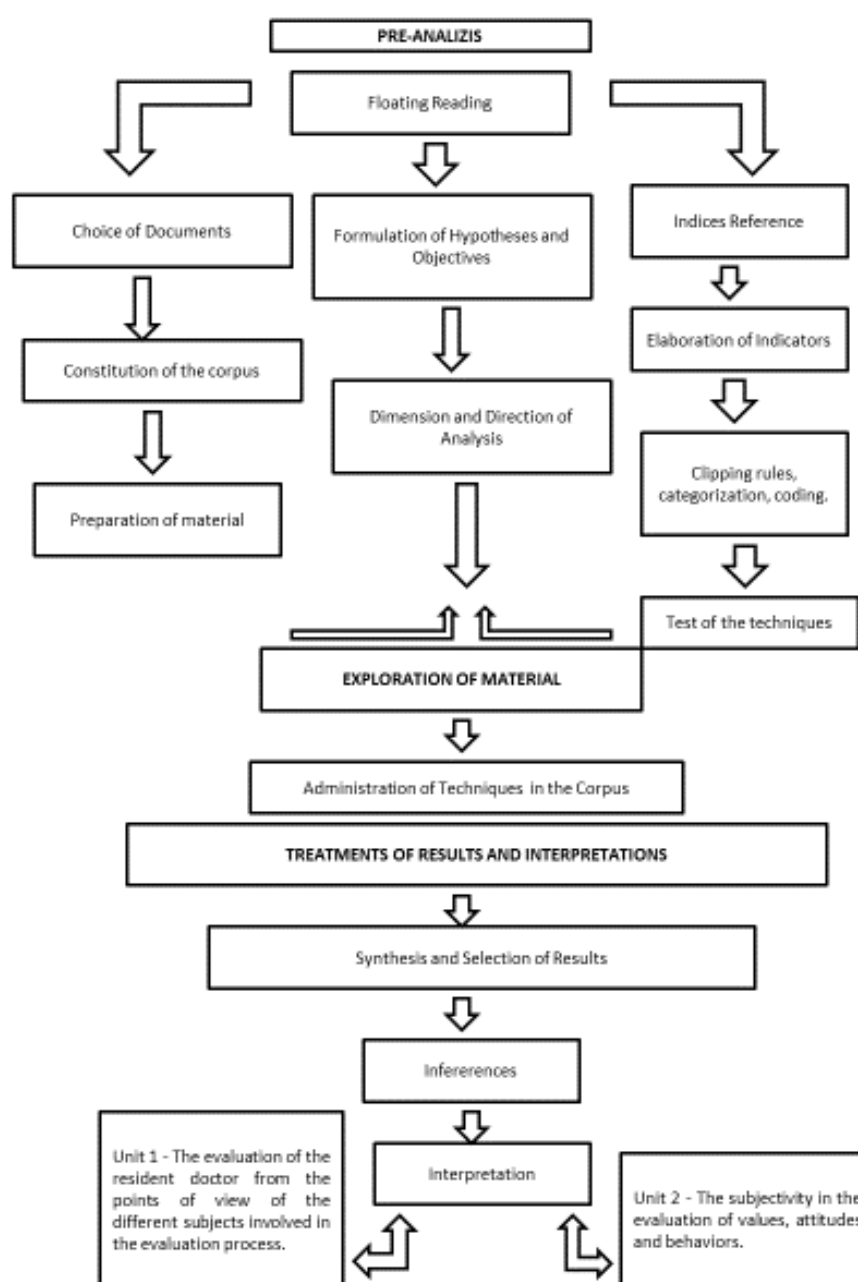 PRE-ANALIZIS
Floating Reading
Choice of Documents
Formulation of Hypotheses and
Objectives
Indices Reference
Constitution of the corpus
Elaboration of Indicators
Dimension and Direction of
Analysis
Clipping rules,
categorization, coding.
Preparation of material
Test of the techniques
EXPLORATION OF MATERIAL
Administration of Techniques in the Corpus
TREATMENTS OF RESULTS AND INTERPRETATIONS
Synthesis and Selection of Results
Infererences
Interpretation
Unit 1 - The evaluation of the
resident doctor from the
points of view of the
different subjects involved in
the evaluation process.
Unit 2 - The subjectivity in the
evaluation of values, attitudes
and behaviors.